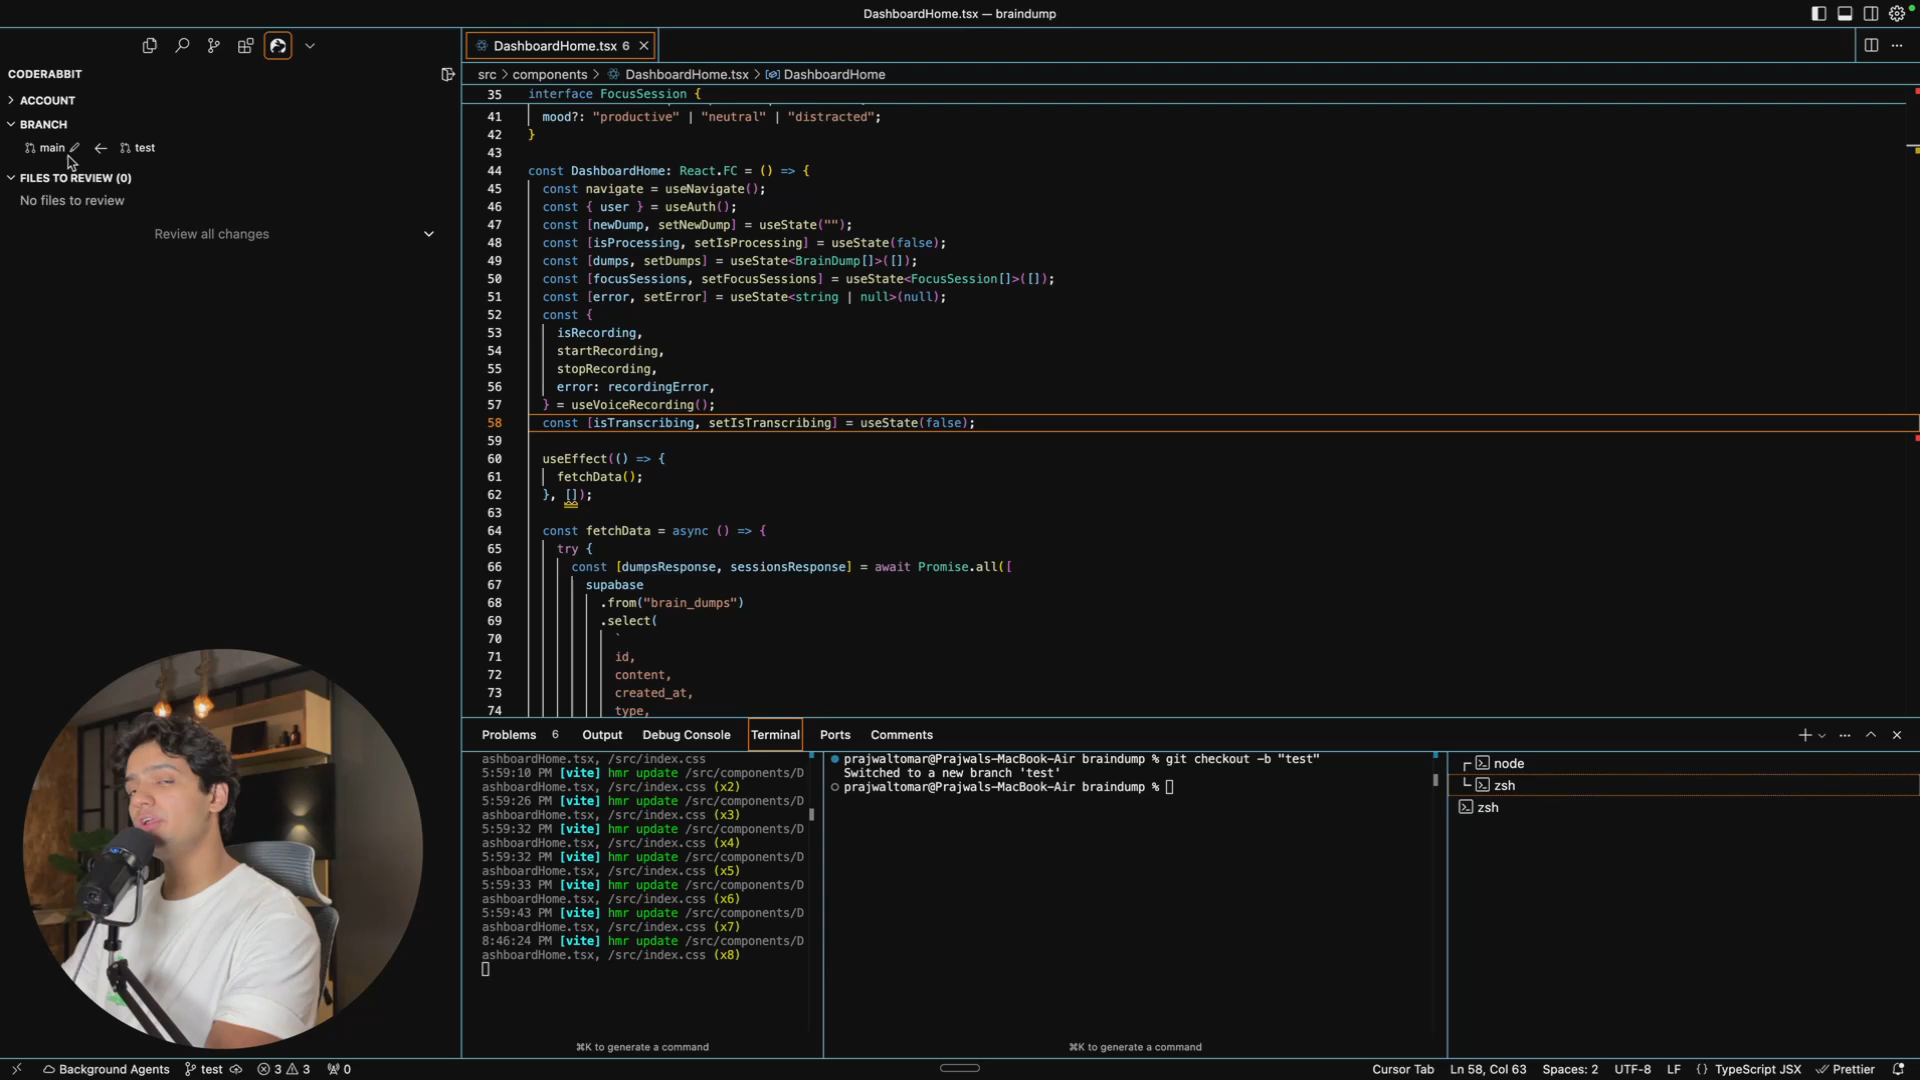 DashboardHome.tsx — braindump
CODERABBIT
ACCOUNT
BRANCH
main test
FILES TO REVIEW (0)
No files to review
Review all changes
DashboardHome.tsx 6
src > components > DashboardHome.tsx > DashboardHome
35 interface FocusSession {
41 mood?: "productive" | "neutral" | "distracted";
42 }
43
44 const DashboardHome: React.FC = () => {
45 const navigate = useNavigate();
46 const { user } = useAuth();
47 const [newDump, setNewDump] = useState("");
48 const [isProcessing, setIsProcessing] = useState(false);
49 const [dumps, setDumps] = useState<BrainDump[]>([]);
50 const [focusSessions, setFocusSessions] = useState<FocusSession[]>([]);
51 const [error, setError] = useState<string | null>(null);
52 const {
53 isRecording,
54 startRecording,
55 stopRecording,
56 error: recordingError,
57 } = useVoiceRecording();
58 const [isTranscribing, setIsTranscribing] = useState(false);
59
60 useEffect(() => {
61 fetchData();
62 }, []);
63
64 const fetchData = async () => {
65 try {
66 const [dumpsResponse, sessionsResponse] = await Promise.all([
67 supabase
68 .from("brain_dumps")
69 .select(
70 `
71 id,
72 content,
73 created_at,
74 type,
Problems 6 Output Debug Console Terminal Ports Comments
ashboardHome.tsx, /src/index.css
5:59:10 PM [vite] hmr update /src/components/D
ashboardHome.tsx, /src/index.css (x2)
5:59:26 PM [vite] hmr update /src/components/D
ashboardHome.tsx, /src/index.css (x3)
5:59:32 PM [vite] hmr update /src/components/D
ashboardHome.tsx, /src/index.css (x4)
5:59:32 PM [vite] hmr update /src/components/D
ashboardHome.tsx, /src/index.css (x5)
5:59:33 PM [vite] hmr update /src/components/D
ashboardHome.tsx, /src/index.css (x6)
5:59:43 PM [vite] hmr update /src/components/D
ashboardHome.tsx, /src/index.css (x7)
8:46:24 PM [vite] hmr update /src/components/D
ashboardHome.tsx, /src/index.css (x8)
⌘K to generate a command
prajwaltomar@Prajwals-MacBook-Air braindump % git checkout -b "test"
Switched to a new branch 'test'
prajwaltomar@Prajwals-MacBook-Air braindump %
⌘K to generate a command
node
zsh
zsh
Background Agents test 3 3 0
Cursor Tab Ln 58, Col 63 Spaces: 2 UTF-8 LF {} TypeScript JSX Prettier